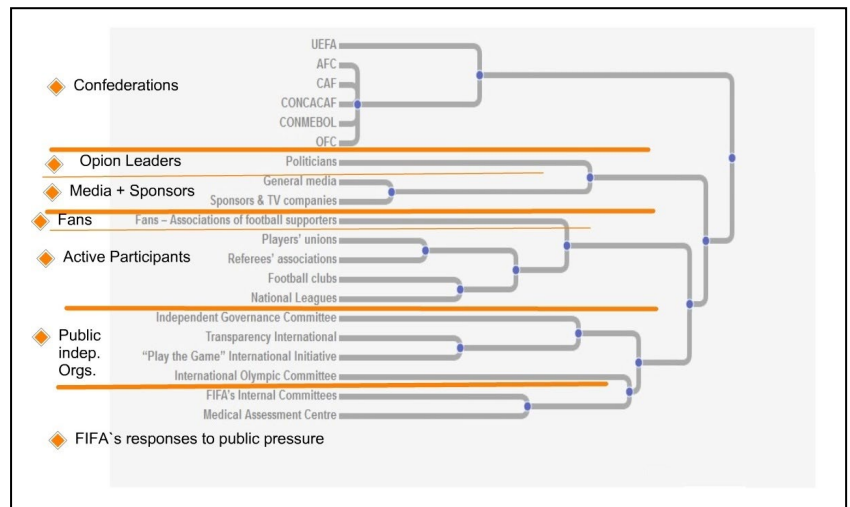 UEFA
AFC
Confederations
CAF
CONCACAF
CONMEBOL
OFC
Opion Leaders
Politicians
General media
Media + Sponsors
Sponsors & TV companies
Fans
Fans – Associations of football supporters
Players' unions
Active Participants
Referees' associations
Football clubs
National Leagues
Independent Governance Committee
Public
indep.
Orgs.
Transparency International
"Play the Game" International Initiative
International Olympic Committee
FIFA's Internal Committees
Medical Assessment Centre
FIFA`s responses to public pressure